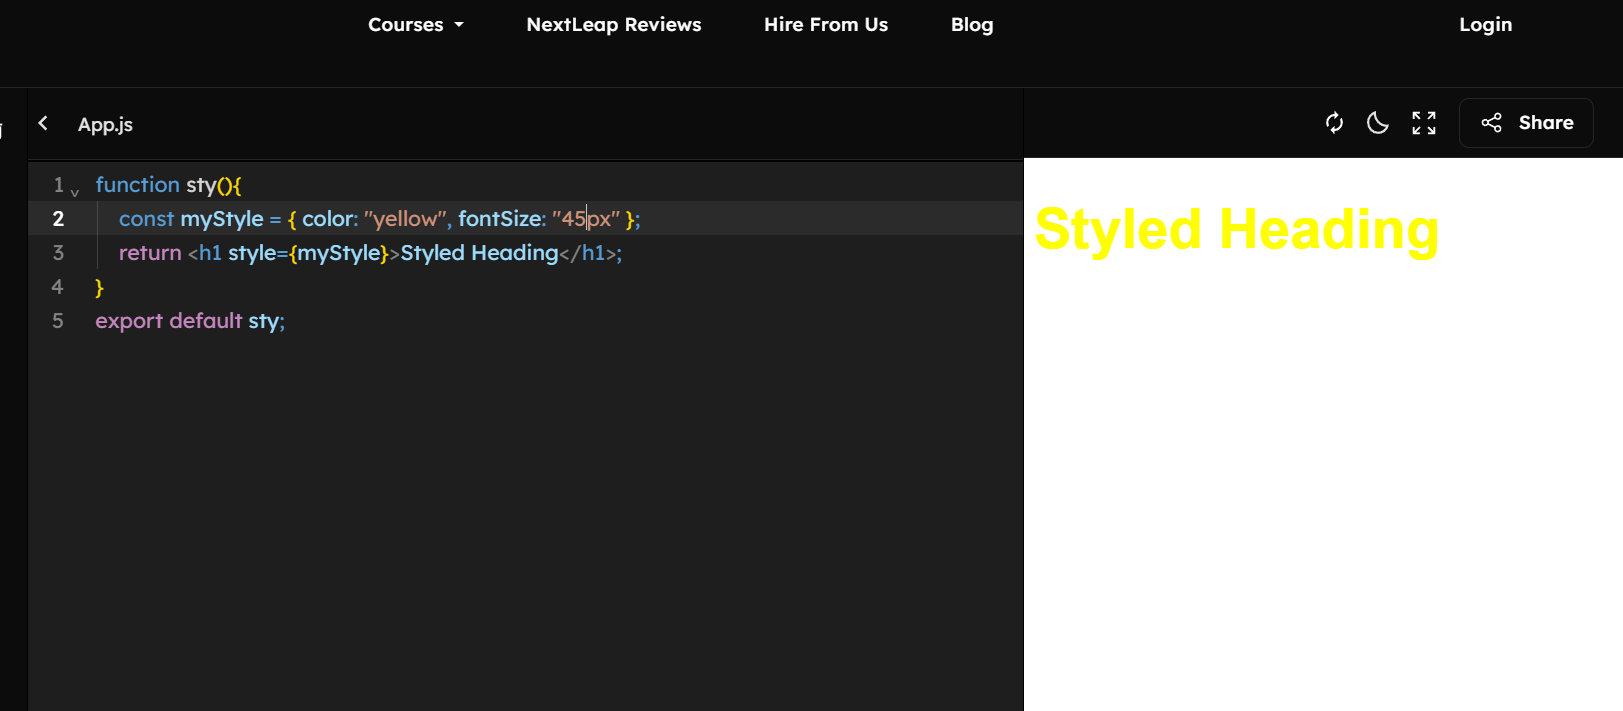 Courses NextLeap Reviews Hire From Us Blog Login
App.js Share
1 function sty(){
2 const myStyle = { color: "yellow", fontSize: "45px" };
3 return <h1 style={myStyle}>Styled Heading</h1>;
4 }
5 export default sty;
Styled Heading